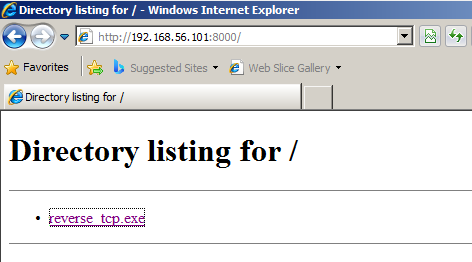 Directory listing for / - Windows Internet Explorer
http://192.168.56.101:8000/
Favorites Suggested Sites Web Slice Gallery
Directory listing for /
Directory listing for /
reverse_tcp.exe